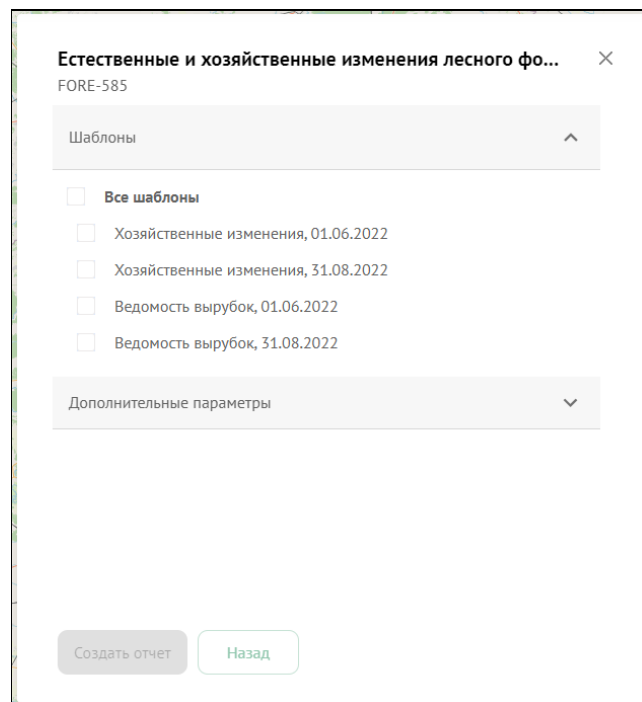 Естественные и хозяйственные изменения лесного фо...
FORE-585
Шаблоны
Все шаблоны
Хозяйственные изменения, 01.06.2022
Хозяйственные изменения, 31.08.2022
Ведомость вырубок, 01.06.2022
Ведомость вырубок, 31.08.2022
Дополнительные параметры
Создать отчет
Назад